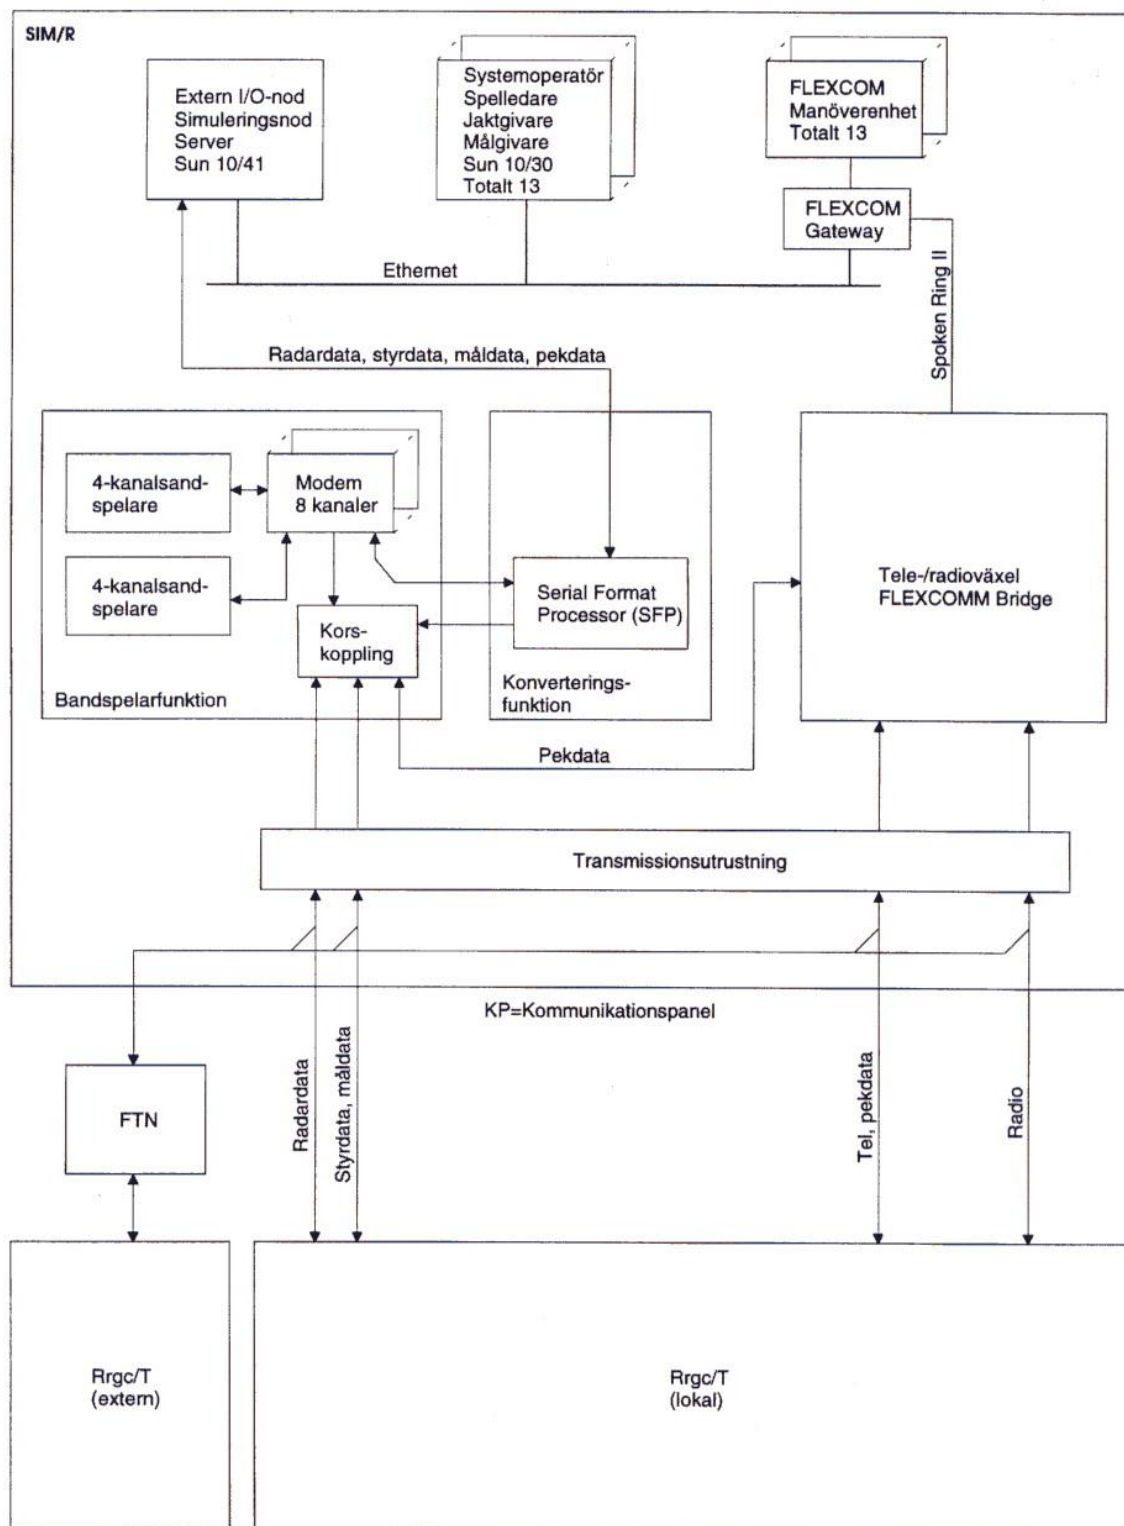 SIM/R
Extern I/O-nod
Simuleringsnod
Server
Sun 10/41
Systemoperatör
Spelledare
Jaktgivare
Målgivare
Sun 10/30
Totalt 13
FLEXCOM
Manöverenhet
Totalt 13
FLEXCOM
Gateway
Ethernet
Spoken Ring II
Radardata, styrdata, måldata, pekdata
4-kanalsand-
spelare
Modem
8 kanaler
4-kanalsand-
spelare
Kors-
koppling
Bandspelarfunktion
Serial Format
Processor (SFP)
Konverterings-
funktion
Tele-/radioväxel
FLEXCOMM Bridge
Pekdata
Transmissionsutrustning
KP=Kommunikationspanel
FTN
Radardata
Styrdata, måldata
Tel, pekdata
Radio
Rrgc/T
(extern)
Rrgc/T
(lokal)